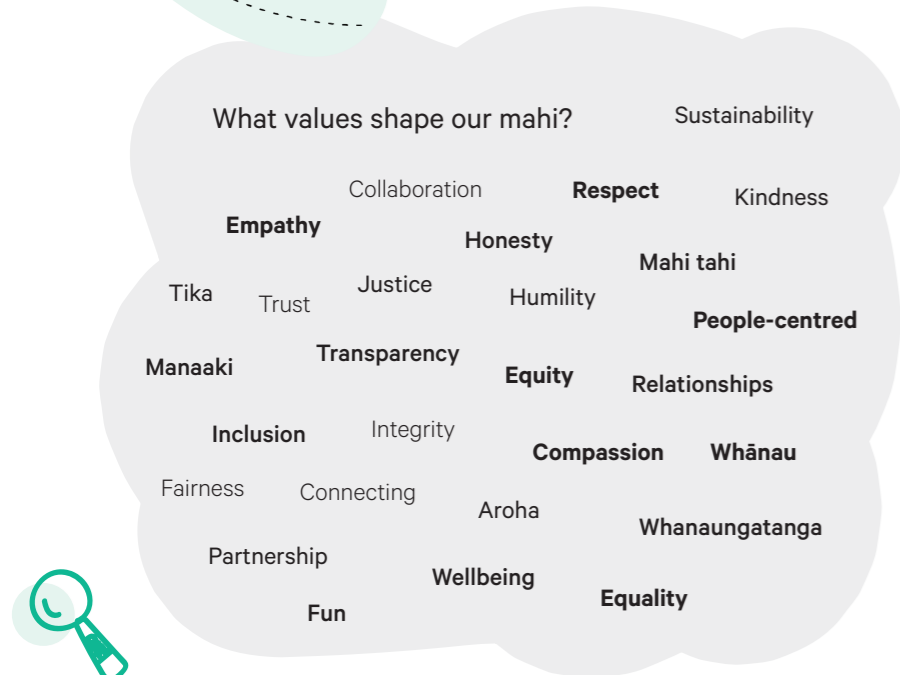 What values shape our mahi?
Sustainability
Collaboration
Respect
Kindness
Empathy
Honesty
Mahi tahi
Tika
Trust
Justice
Humility
People-centred
Manaaki
Transparency
Equity
Relationships
Inclusion
Integrity
Compassion
Whānau
Fairness
Connecting
Aroha
Whanaungatanga
Partnership
Wellbeing
Equality
Fun